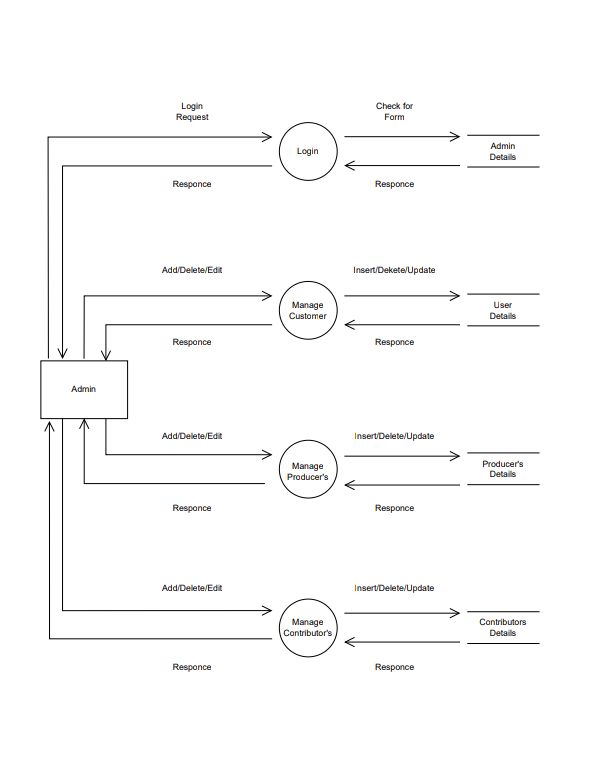 Login
Request
Check for
Form
Login
Admin
Details
Responce
Responce
Add/Delete/Edit
Insert/Dekete/Update
Manage
Customer
User
Details
Responce
Responce
Admin
Add/Delete/Edit
Insert/Delete/Update
Manage
Producer's
Producer's
Details
Responce
Responce
Add/Delete/Edit
Insert/Delete/Update
Manage
Contributor's
Contributors
Details
Responce
Responce